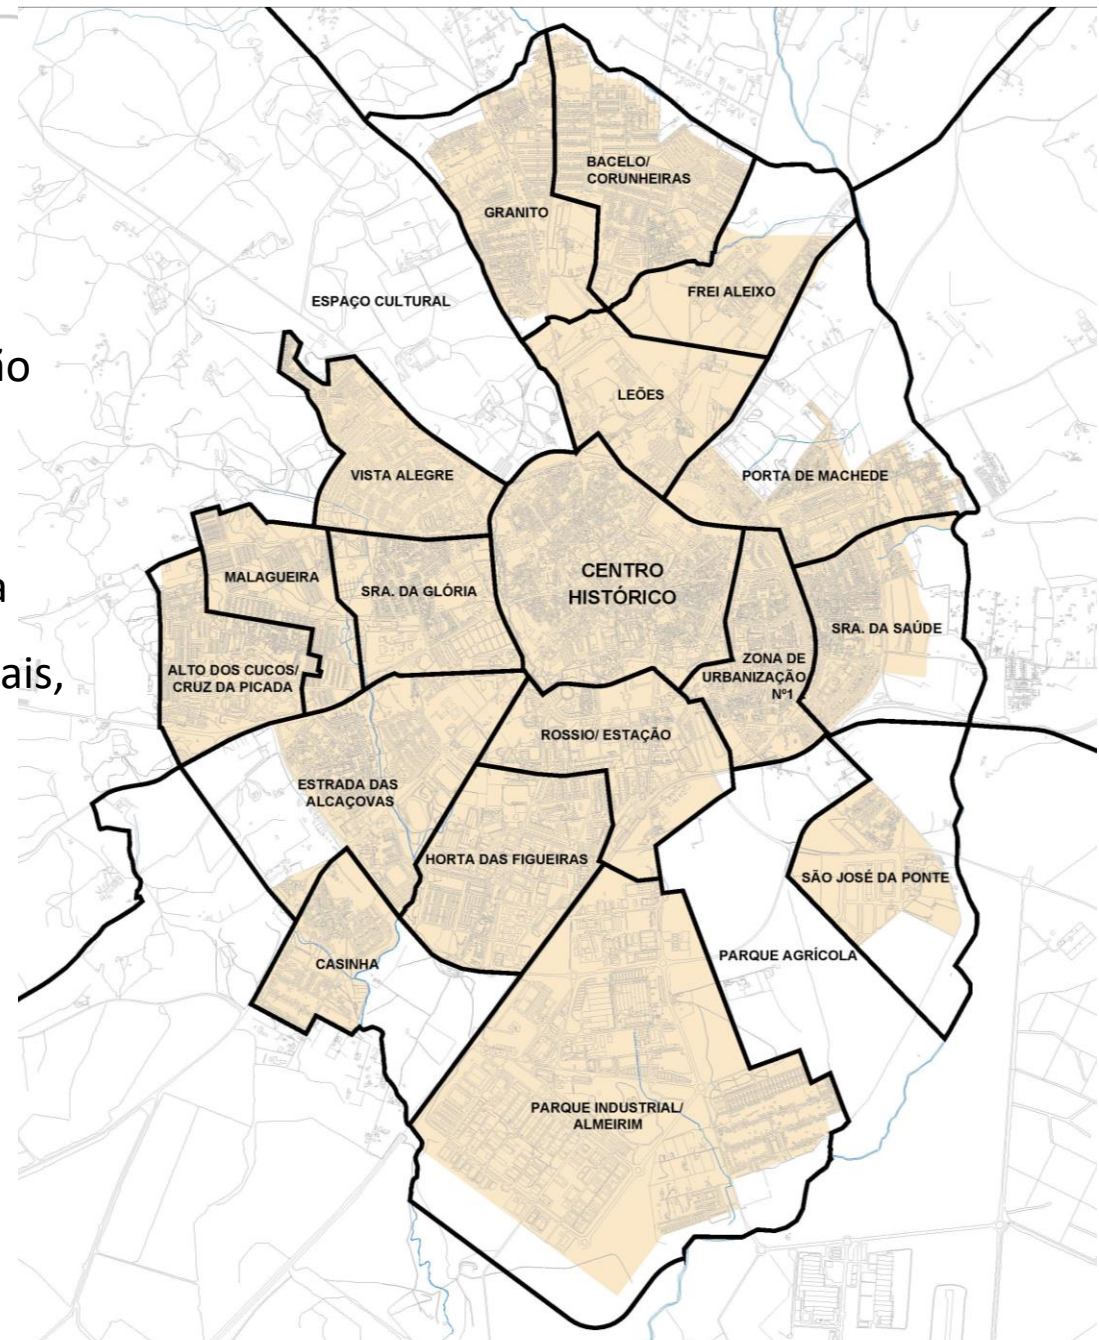 ão
a
ais,
BACELO/
CORUNHEIRAS
GRANITO
FREI ALEIXO
ESPAÇO CULTURAL
LEÕES
VISTA ALEGRE
PORTA DE MACHEDE
MALAGUEIRA
SRA. DA GLÓRIA
CENTRO
HISTÓRICO
SRA. DA SAÚDE
ALTO DOS CUCOS/
CRUZ DA PICADA
ZONA DE
URBANIZAÇÃO
Nº1
ROSSIO/ ESTAÇÃO
ESTRADA DAS
ALCAÇOVAS
HORTA DAS FIGUEIRAS
SÃO JOSÉ DA PONTE
CASINHA
PARQUE AGRÍCOLA
PARQUE INDUSTRIAL/
ALMEIRIM